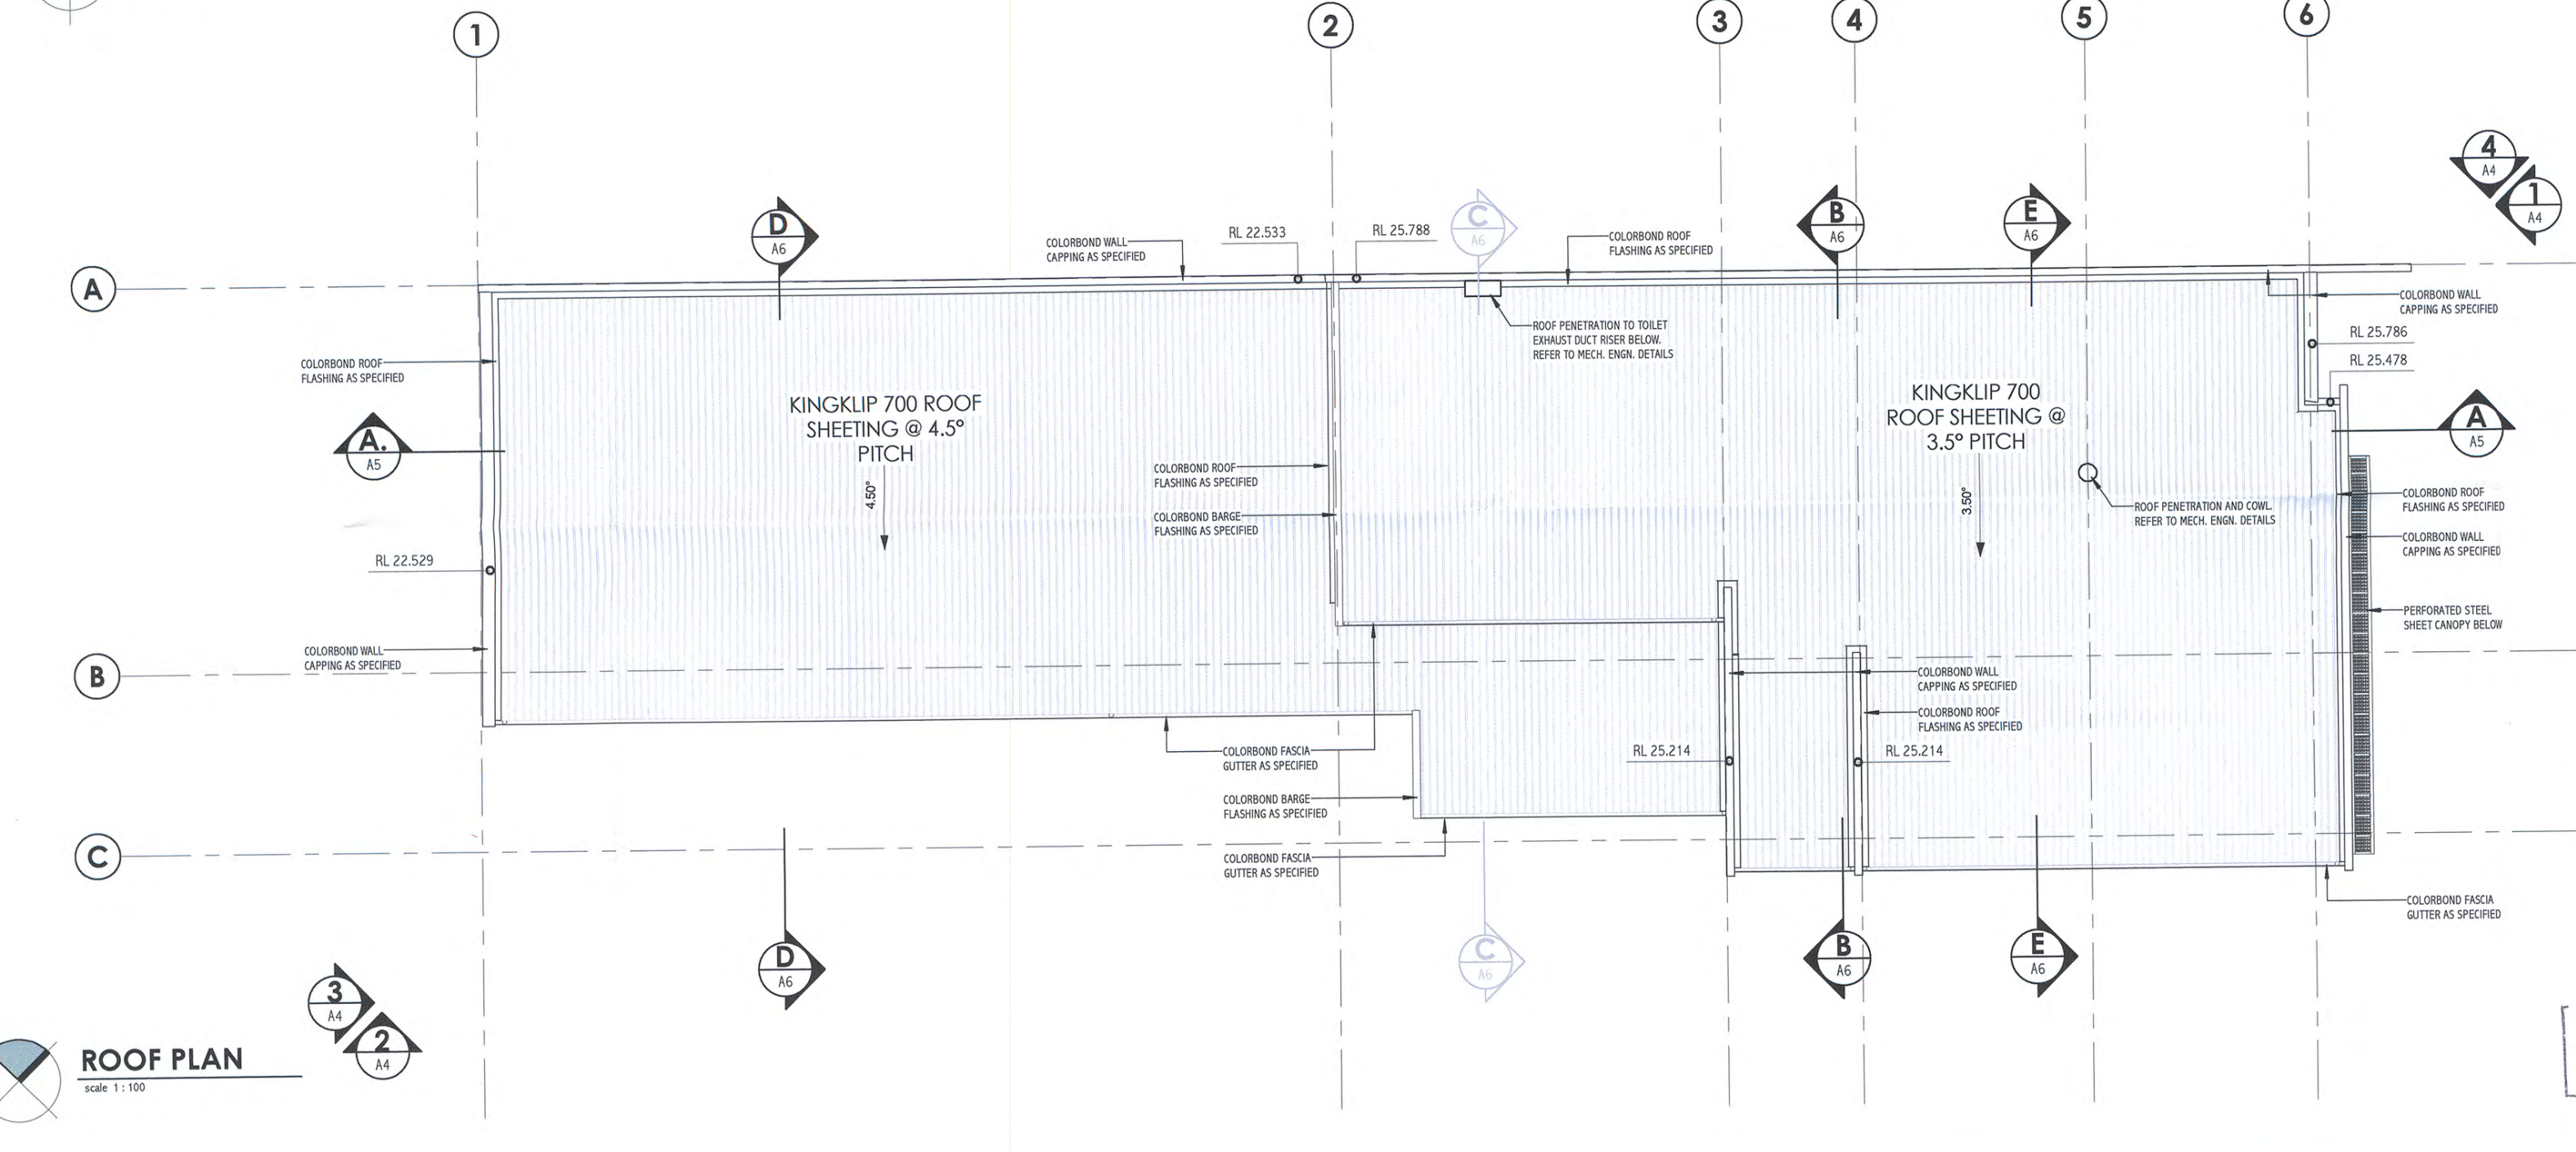 1
2
3
4
5
6
4
A4
1
A4
D
A6
C
A6
B
A6
E
A6
RL 22.533
RL 25.788
COLORBOND WALL
CAPPING AS SPECIFIED
COLORBOND ROOF
FLASHING AS SPECIFIED
A
COLORBOND WALL
CAPPING AS SPECIFIED
ROOF PENETRATION TO TOILET
EXHAUST DUCT RISER BELOW.
REFER TO MECH. ENGN. DETAILS
RL 25.786
RL 25.478
COLORBOND ROOF
FLASHING AS SPECIFIED
KINGKLIP 700 ROOF
SHEETING @ 4.5°
PITCH
4.50°
KINGKLIP 700
ROOF SHEETING @
3.5° PITCH
3.50°
A.
A5
A
A5
COLORBOND ROOF
FLASHING AS SPECIFIED
COLORBOND BARGE
FLASHING AS SPECIFIED
ROOF PENETRATION AND COWL.
REFER TO MECH. ENGN. DETAILS
COLORBOND ROOF
FLASHING AS SPECIFIED
COLORBOND WALL
CAPPING AS SPECIFIED
RL 22.529
PERFORATED STEEL
SHEET CANOPY BELOW
COLORBOND WALL
CAPPING AS SPECIFIED
B
COLORBOND WALL
CAPPING AS SPECIFIED
COLORBOND ROOF
FLASHING AS SPECIFIED
COLORBOND FASCIA
GUTTER AS SPECIFIED
RL 25.214
RL 25.214
COLORBOND BARGE
FLASHING AS SPECIFIED
C
COLORBOND FASCIA
GUTTER AS SPECIFIED
COLORBOND FASCIA
GUTTER AS SPECIFIED
D
A6
C
A6
B
A6
E
A6
3
A4
2
A4
ROOF PLAN
scale 1 : 100